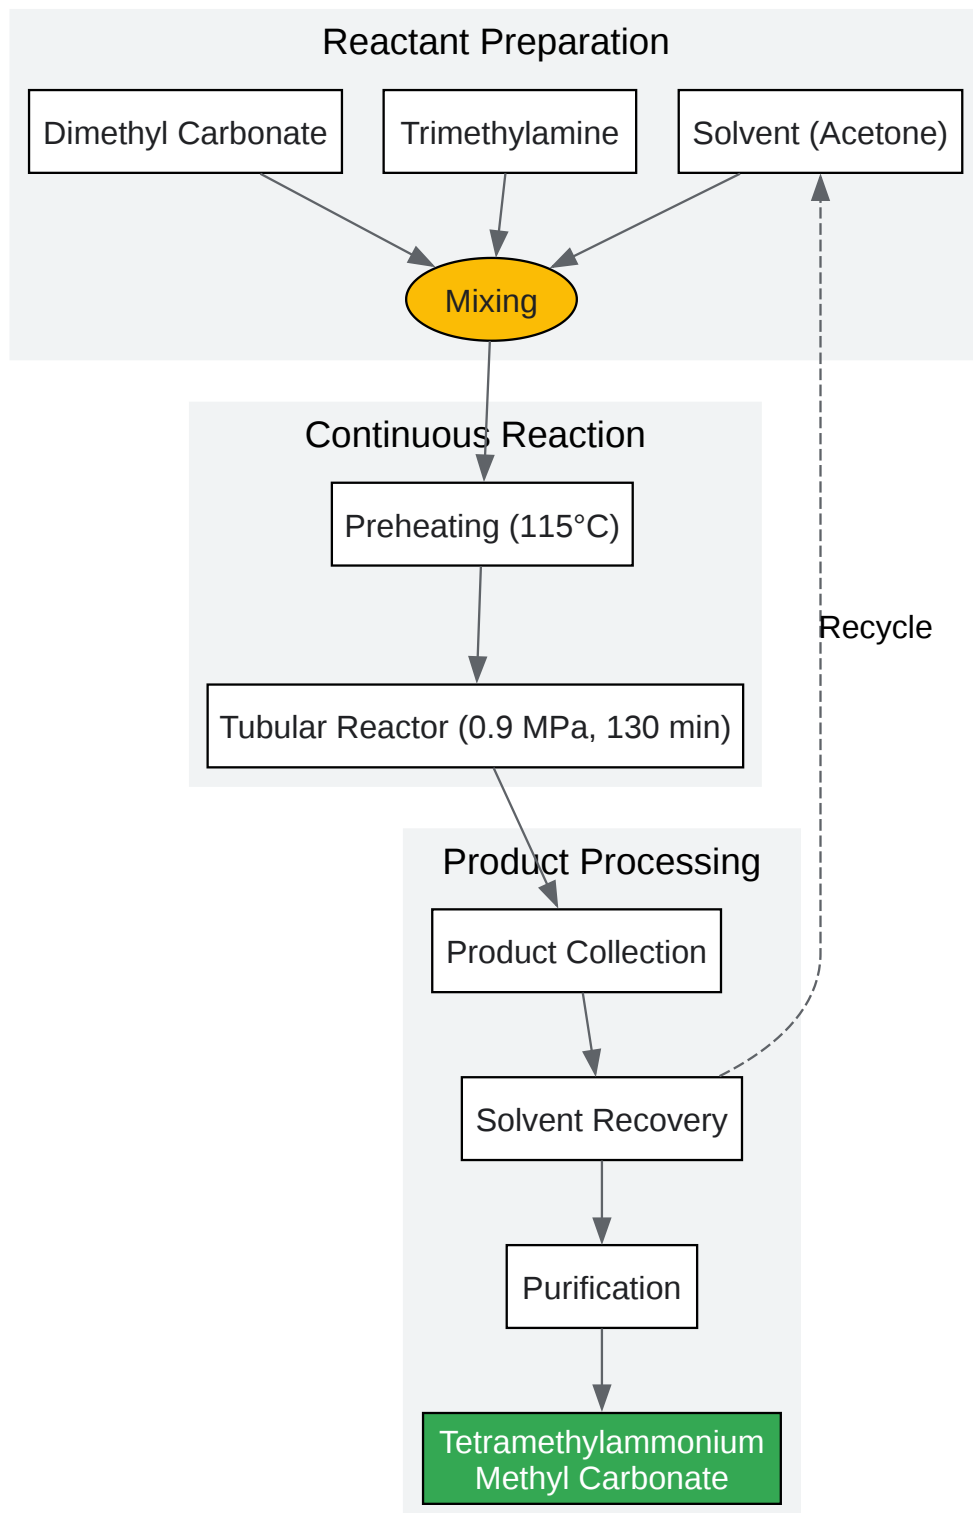 Reactant Preparation
Dimethyl Carbonate
Trimethylamine
Solvent (Acetone)
Mixing
Continuous Reaction
Preheating (115°C)
Recycle
Tubular Reactor (0.9 MPa, 130 min)
Product Processing
Product Collection
Solvent Recovery
Purification
Tetramethylammonium
Methyl Carbonate